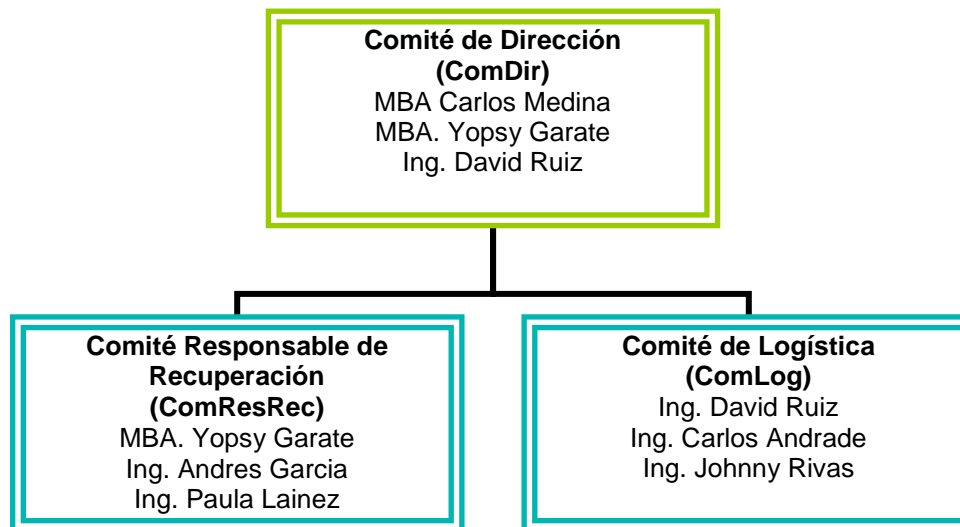 Comité de Dirección
(ComDir)
MBA Carlos Medina
MBA. Yopsy Garate
Ing. David Ruiz
Comité Responsable de
Recuperación
(ComResRec)
MBA. Yopsy Garate
Ing. Andres Garcia
Ing. Paula Lainez
Comité de Logística
(ComLog)
Ing. David Ruiz
Ing. Carlos Andrade
Ing. Johnny Rivas